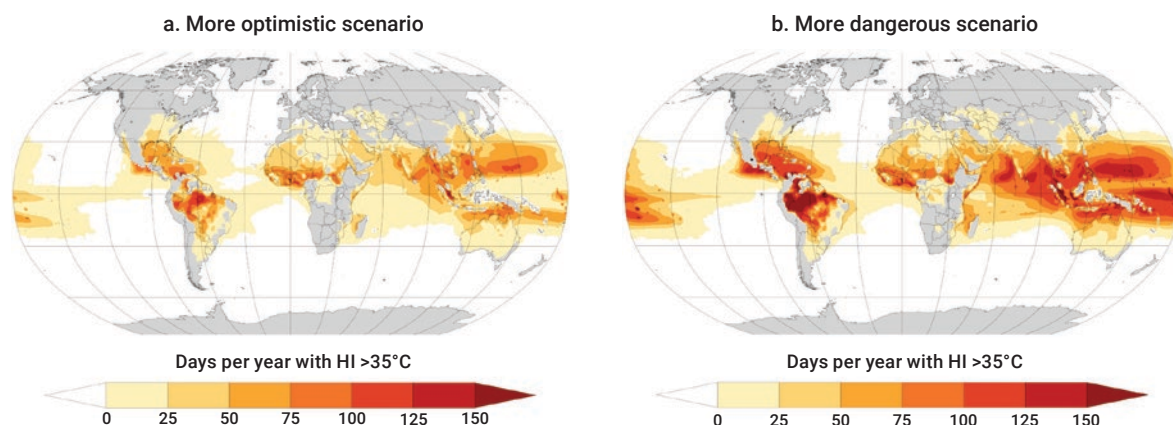 a. More optimistic scenario
b. More dangerous scenario
Days per year with HI >35°C
0 25 50 75 100 125 150
Days per year with HI >35°C
0 25 50 75 100 125 150